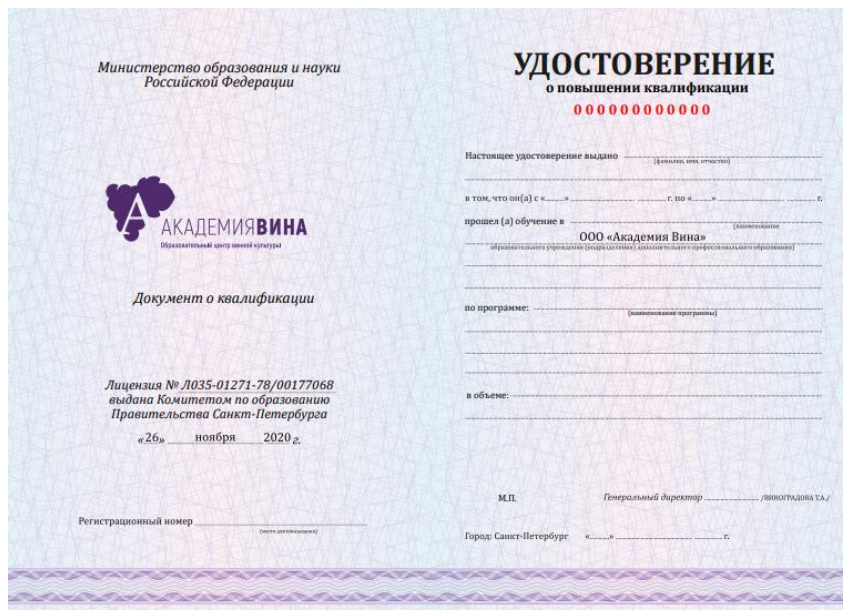 Министерство образования и науки
Российской Федерации
А
АКАДЕМИЯВИНА
Образовательный центр винной культуры
Документ о квалификации
Лицензия № Л035-01271-78/00177068
выдана Комитетом по образованию
Правительства Санкт-Петербурга
«26» ноября 2020 г.
Регистрационный номер
УДОСТОВЕРЕНИЕ
о повышении квалификации
000000000000
Настоящее удостоверение выдано
(фамилия, имя, отчество)
в том, что он(а) с «» г. по «» г.
прошел (а) обучение в
(наименование
ООО «Академия Вина»
образовательного учреждения (подразделения) дополнительного профессионального образования)
по программе:
(наименование программы)
в объеме:
М.П. Генеральный директор /ВИНОГРАДОВА Т.А./
Город: Санкт-Петербург «» г.